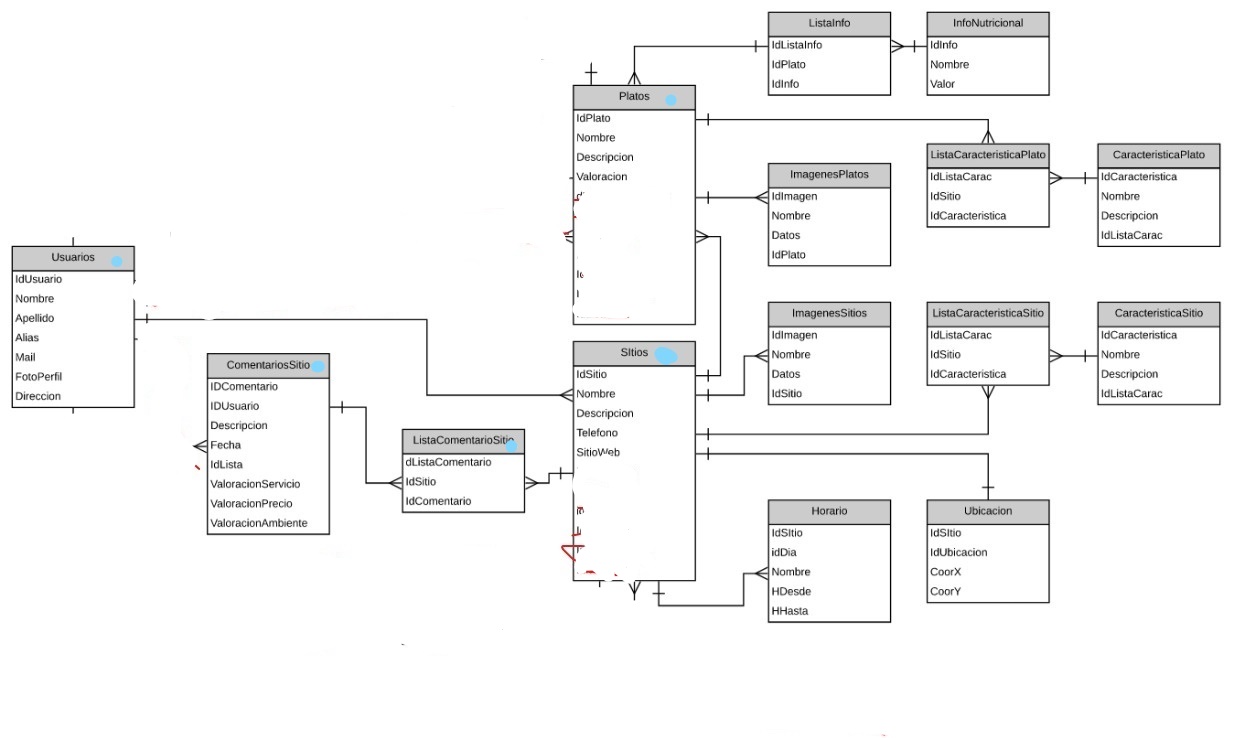 ListaInfo
IdListaInfo
IdPlato
IdInfo
InfoNutricional
IdInfo
Nombre
Valor
Platos
IdPlato
Nombre
Descripcion
Valoracion
ListaCaracteristicaPlato
IdListaCarac
IdSitio
IdCaracteristica
CaracteristicaPlato
IdCaracteristica
Nombre
Descripcion
IdListaCarac
ImagenesPlatos
IdImagen
Nombre
Datos
IdPlato
Usuarios
IdUsuario
Nombre
Apellido
Alias
Mail
FotoPerfil
Direccion
ComentariosSitio
IDComentario
IDUsuario
Descripcion
Fecha
IdLista
ValoracionServicio
ValoracionPrecio
ValoracionAmbiente
ListaComentarioSitio
dListaComentario
IdSitio
IdComentario
SItios
IdSitio
Nombre
Descripcion
Telefono
SitioWeb
ImagenesSitios
IdImagen
Nombre
Datos
IdSitio
ListaCaracteristicaSitio
IdListaCarac
IdSitio
IdCaracteristica
CaracteristicaSitio
IdCaracteristica
Nombre
Descripcion
IdListaCarac
Horario
IdSItio
idDia
Nombre
HDesde
HHasta
Ubicacion
IdSItio
IdUbicacion
CoorX
CoorY